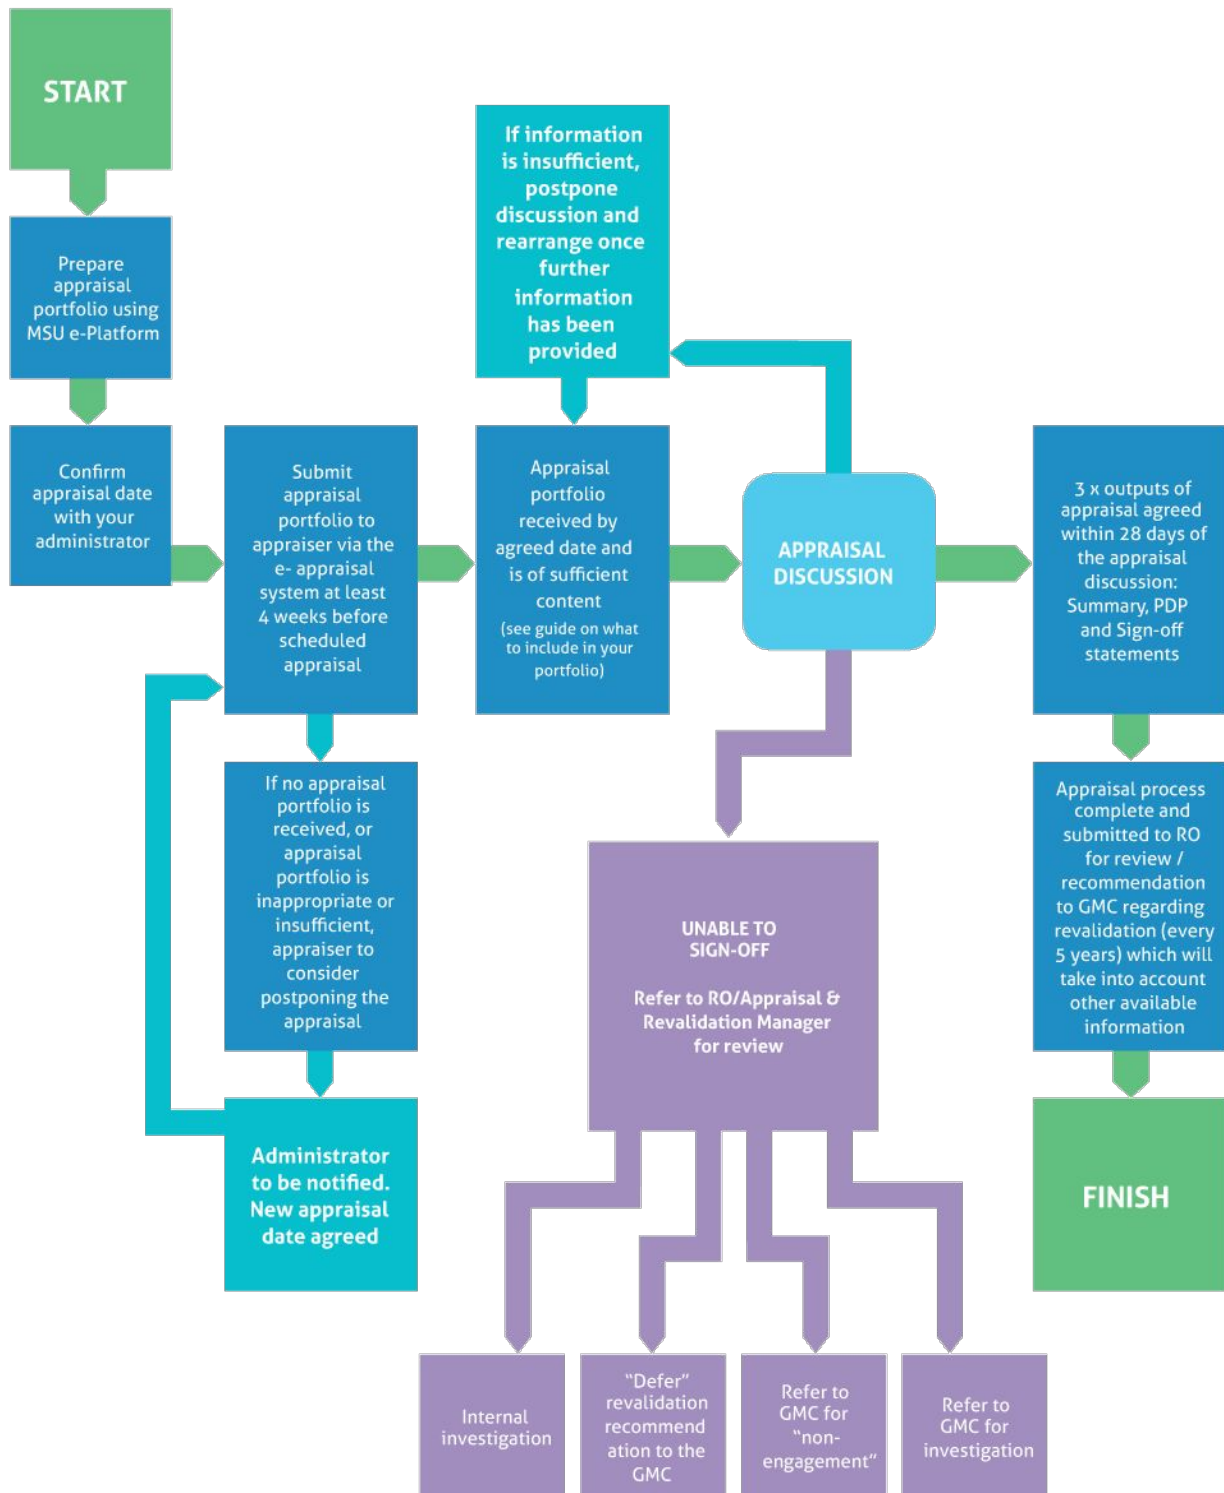 START
Prepare
appraisal
portfolio using
MSU e-Platform
Confirm
appraisal date
with your
administrator
Submit
appraisal
portfolio to
appraiser via the
e- appraisal
system at least
4 weeks before
scheduled
appraisal
If no appraisal
portfolio is
received, or
appraisal
portfolio is
inappropriate or
insufficient,
appraiser to
consider
postponing the
appraisal
Administrator
to be notified.
New appraisal
date agreed
If information
is insufficient,
postpone
discussion and
rearrange once
further
information
has been
provided
Appraisal
portfolio
received by
agreed date and
is of sufficient
content
(see guide on what
to include in your
portfolio)
APPRAISAL
DISCUSSION
UNABLE TO
SIGN-OFF
Refer to RO/Appraisal &
Revalidation Manager
for review
Internal
investigation
“Defer”
revalidation
recommend
ation to the
GMC
Refer to
GMC for
“non-
engagement”
Refer to
GMC for
investigation
3 x outputs of
appraisal agreed
within 28 days of
the appraisal
discussion:
Summary, PDP
and Sign-off
statements
Appraisal process
complete and
submitted to RO
for review /
recommendation
to GMC regarding
revalidation (every
5 years) which will
take into account
other available
information
FINISH